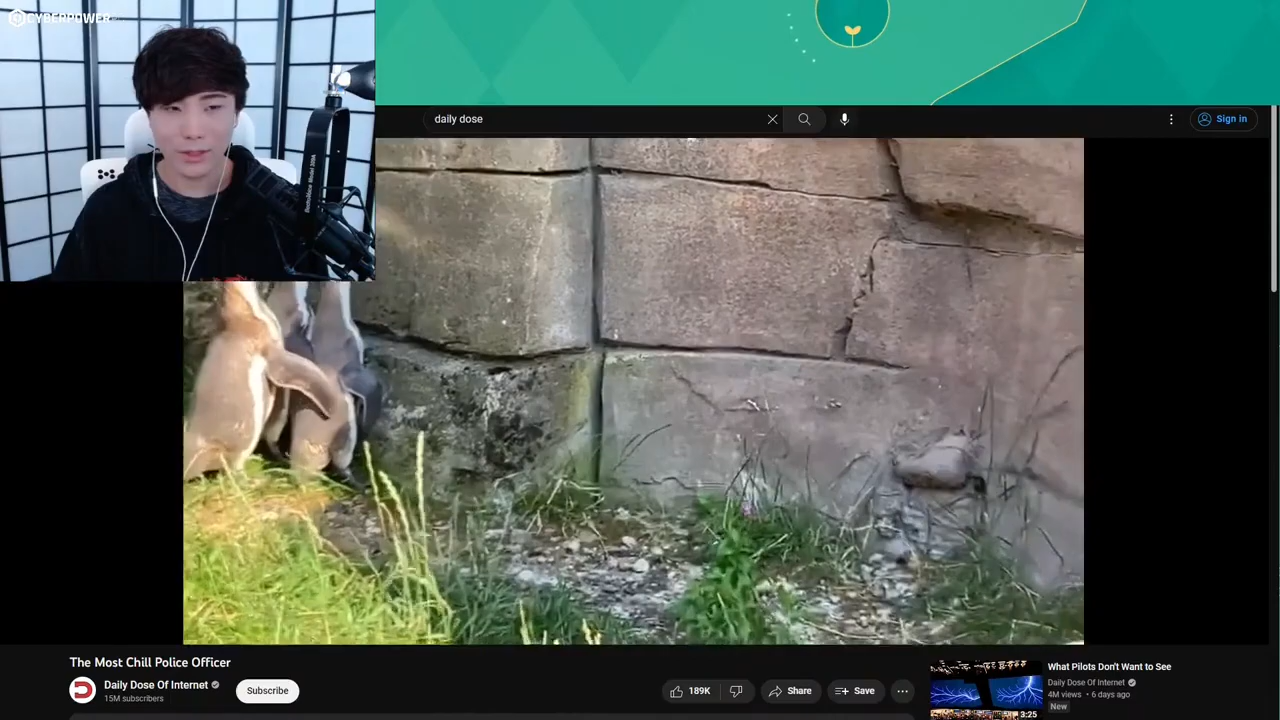 CYBERPOWER
daily dose
Sign in
The Most Chill Police Officer
Daily Dose Of Internet
15M subscribers
Subscribe
189K
Share
Save
What Pilots Don't Want to See
Daily Dose Of Internet
4M views • 6 days ago
New
3:25